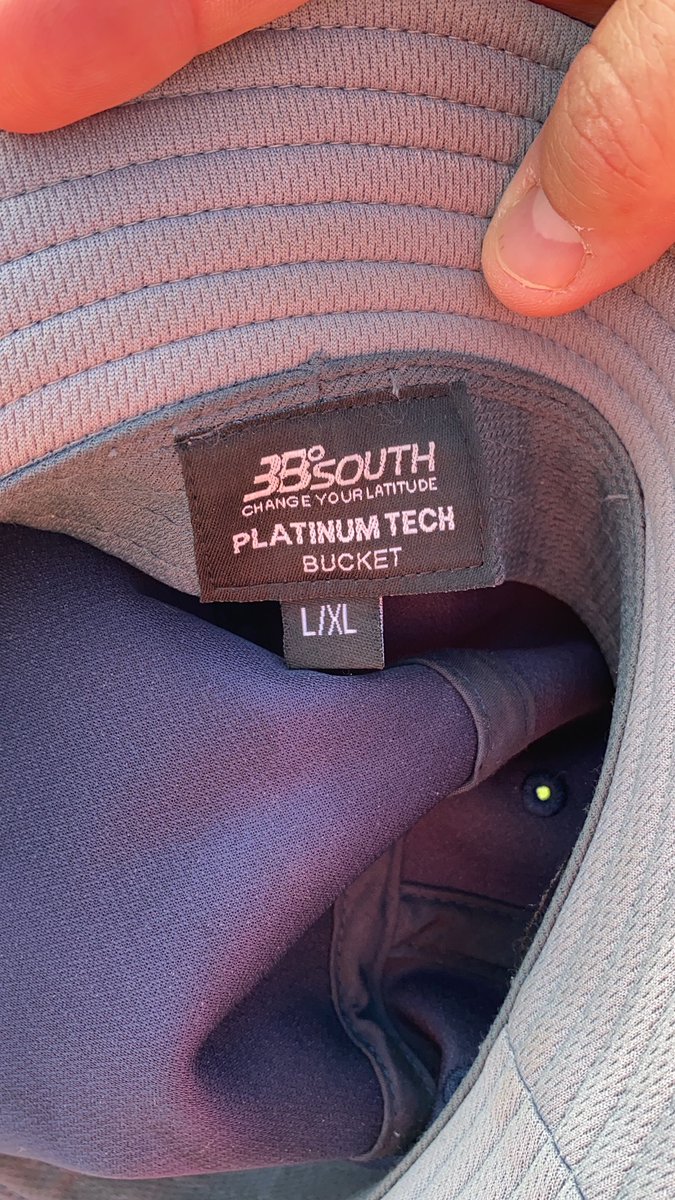 38°SOUTH
CHANGE YOUR LATITUDE
PLATINUM TECH
BUCKET
L/XL